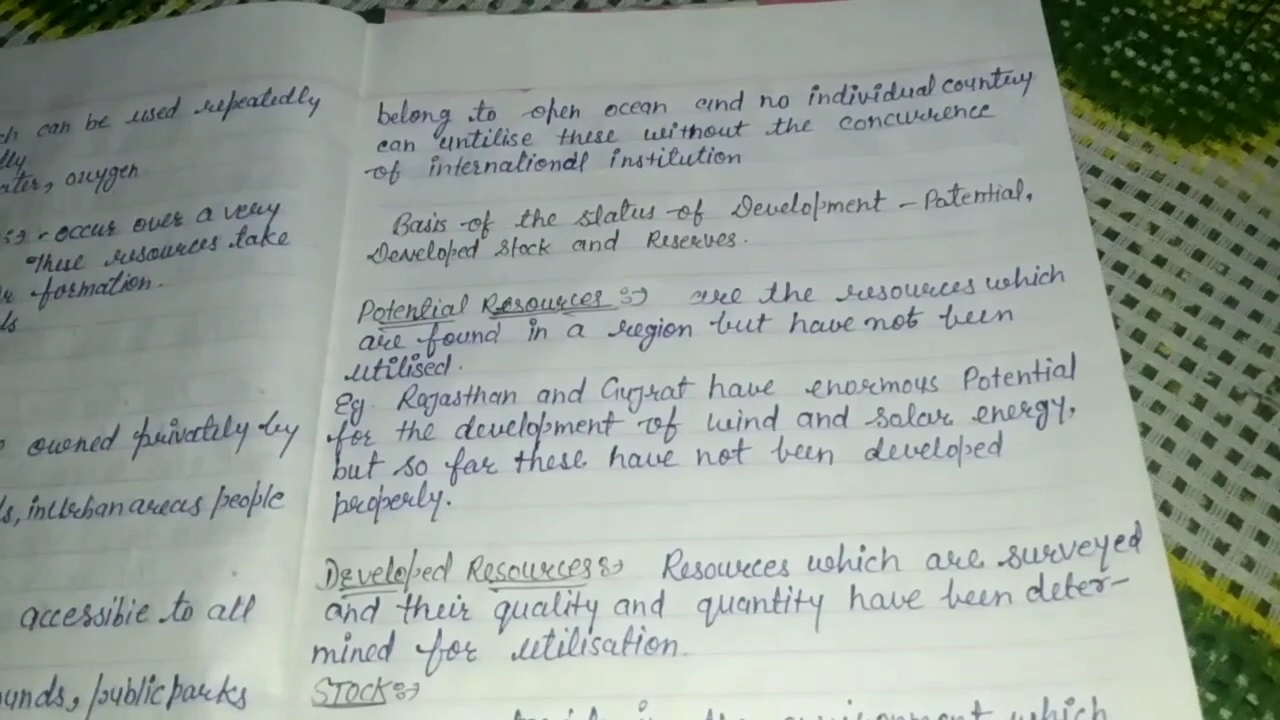 can be used repeatedly
oxygen
occur over a very
These resources take
formation.
owned privately by
people
accessible to all
public parks
belong to open ocean and no individual country
can untilise these without the concurrence
of international institution
Basis of the status of Development - Potential,
Developed Stock and Reserves.
Potential Resources :→ are the resources which
are found in a region but have not been
utilised.
Eg. Rajasthan and Gujrat have enormous Potential
for the development of wind and solar energy,
but so far these have not been developed
properly.
Developed Resources :→ Resources which are surveyed
and their quality and quantity have been deter-
mined for utilisation.
STOCK :→
which